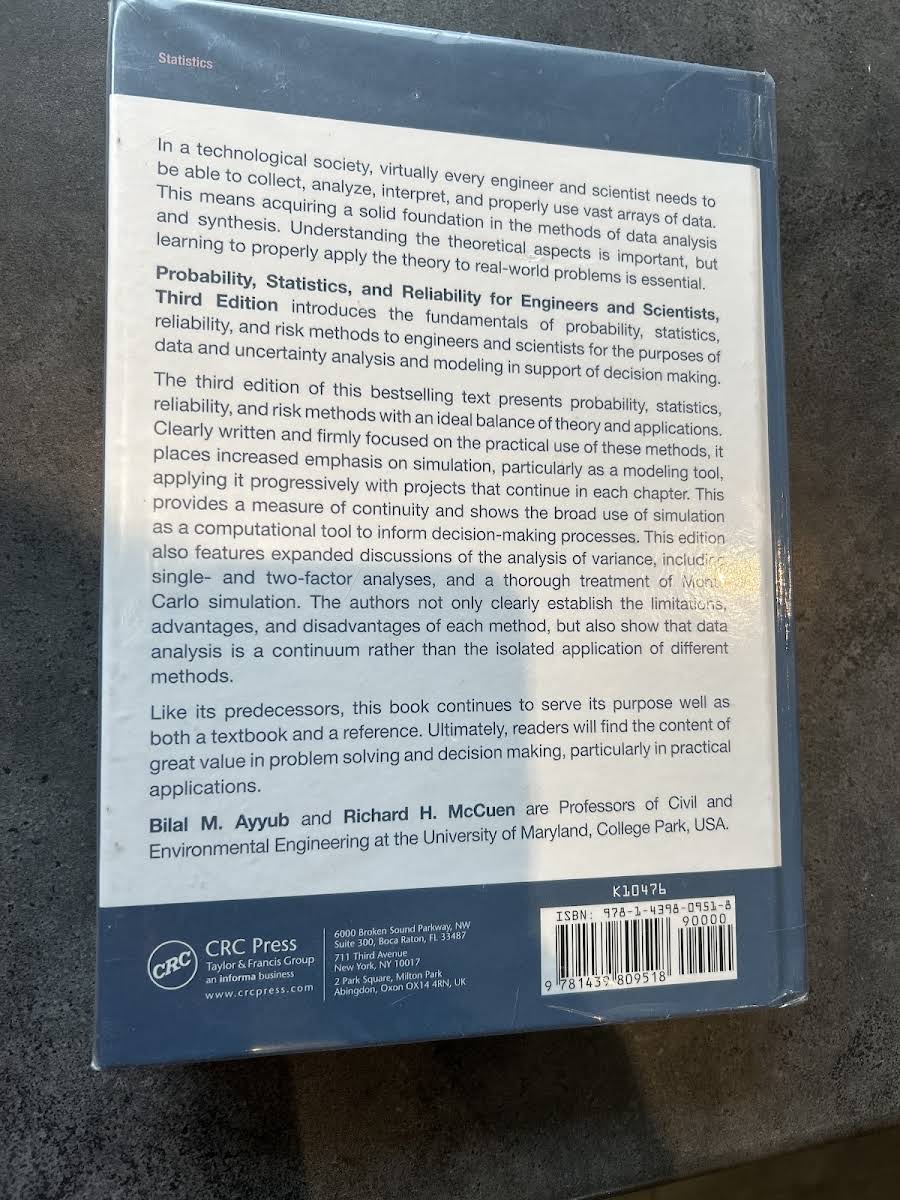 Statistics
In a technological society, virtually every engineer and scientist needs to
be able to collect, analyze, interpret, and properly use vast arrays of data.
This means acquiring a solid foundation in the methods of data analysis
and synthesis. Understanding the theoretical aspects is important, but
learning to properly apply the theory to real-world problems is essential.
Probability, Statistics, and Reliability for Engineers and Scientists,
Third Edition introduces the fundamentals of probability, statistics,
reliability, and risk methods to engineers and scientists for the purposes of
data and uncertainty analysis and modeling in support of decision making.
The third edition of this bestselling text presents probability, statistics,
reliability, and risk methods with an ideal balance of theory and applications.
Clearly written and firmly focused on the practical use of these methods, it
places increased emphasis on simulation, particularly as a modeling tool,
applying it progressively with projects that continue in each chapter. This
provides a measure of continuity and shows the broad use of simulation
as a computational tool to inform decision-making processes. This edition
also features expanded discussions of the analysis of variance, including
single- and two-factor analyses, and a thorough treatment of Monte
Carlo simulation. The authors not only clearly establish the limitations,
advantages, and disadvantages of each method, but also show that data
analysis is a continuum rather than the isolated application of different
methods.
Like its predecessors, this book continues to serve its purpose well as
both a textbook and a reference. Ultimately, readers will find the content of
great value in problem solving and decision making, particularly in practical
applications.
Bilal M. Ayyub and Richard H. McCuen are Professors of Civil and
Environmental Engineering at the University of Maryland, College Park, USA.
CRC
CRC Press
Taylor & Francis Group
an informa business
www.crcpress.com
6000 Broken Sound Parkway, NW
Suite 300, Boca Raton, FL 33487
711 Third Avenue
New York, NY 10017
2 Park Square, Milton Park
Abingdon, Oxon OX14 4RN, UK
K10476
ISBN: 978-1-4398-0951-8
90000
9 781439 809518